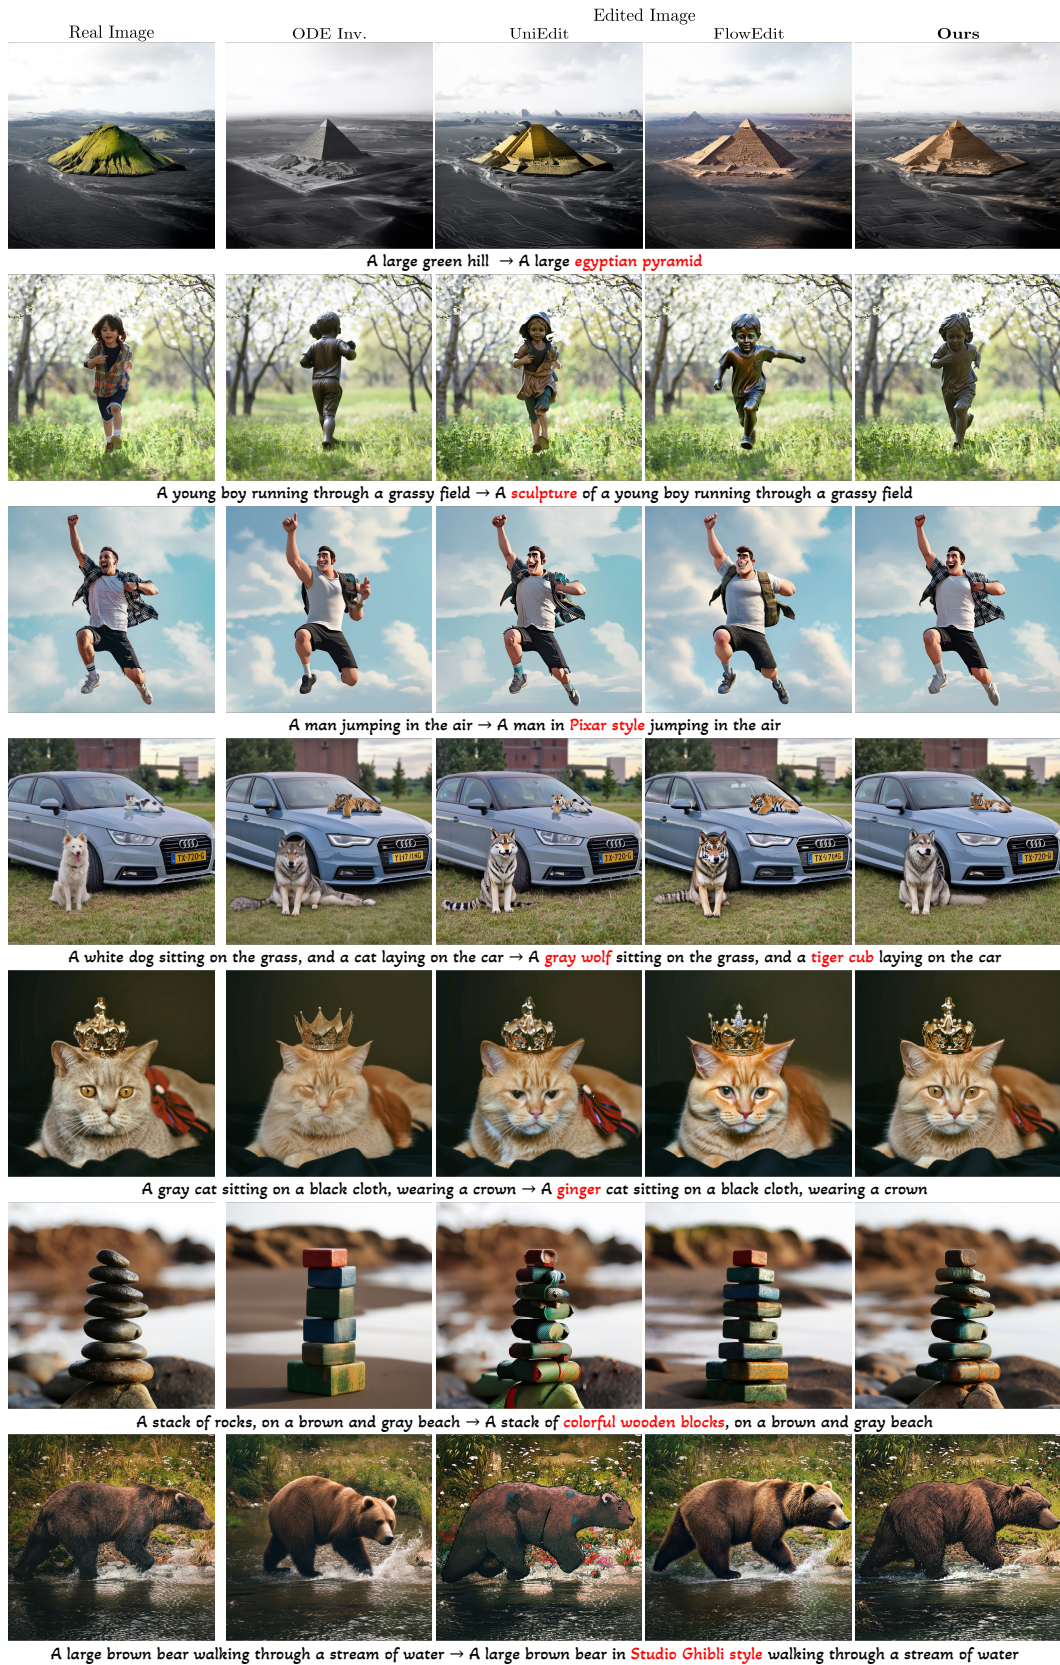 Edited Image
Real Image ODE Inv. UniEdit FlowEdit Ours
A large green hill → A large egyptian pyramid
A young boy running through a grassy field → A sculpture of a young boy running through a grassy field
A man jumping in the air → A man in Pixar style jumping in the air
TX-720-G TX-720-G TX-720-G
A white dog sitting on the grass, and a cat laying on the car → A gray wolf sitting on the grass, and a tiger cub laying on the car
A gray cat sitting on a black cloth, wearing a crown → A ginger cat sitting on a black cloth, wearing a crown
A stack of rocks, on a brown and gray beach → A stack of colorful wooden blocks, on a brown and gray beach
A large brown bear walking through a stream of water → A large brown bear in Studio Ghibli style walking through a stream of water